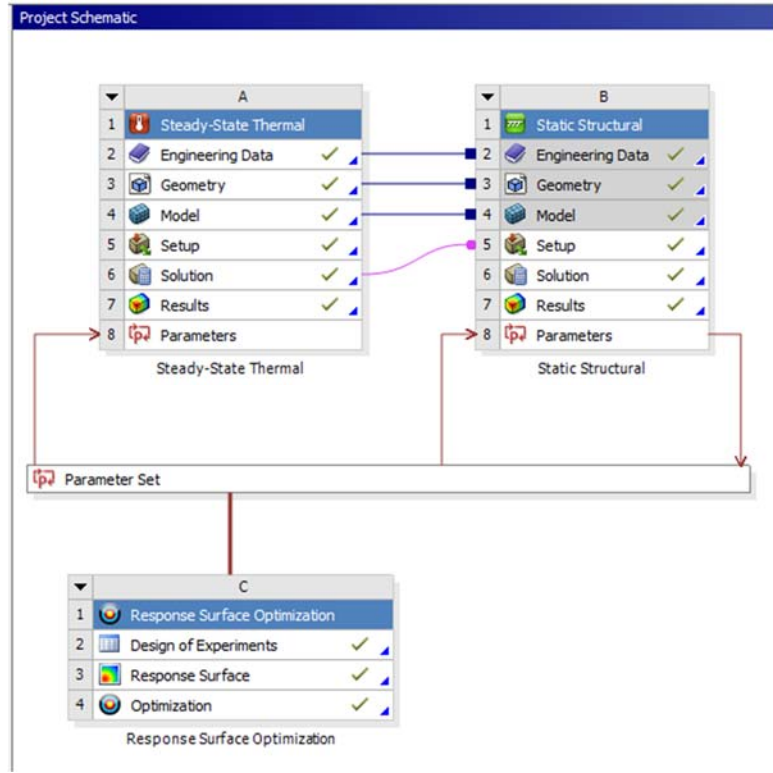 Project Schematic
A
1 Steady-State Thermal
2 Engineering Data
3 Geometry
4 Model
5 Setup
6 Solution
7 Results
8 Parameters
Steady-State Thermal
B
1 Static Structural
2 Engineering Data
3 Geometry
4 Model
5 Setup
6 Solution
7 Results
8 Parameters
Static Structural
Parameter Set
C
1 Response Surface Optimization
2 Design of Experiments
3 Response Surface
4 Optimization
Response Surface Optimization